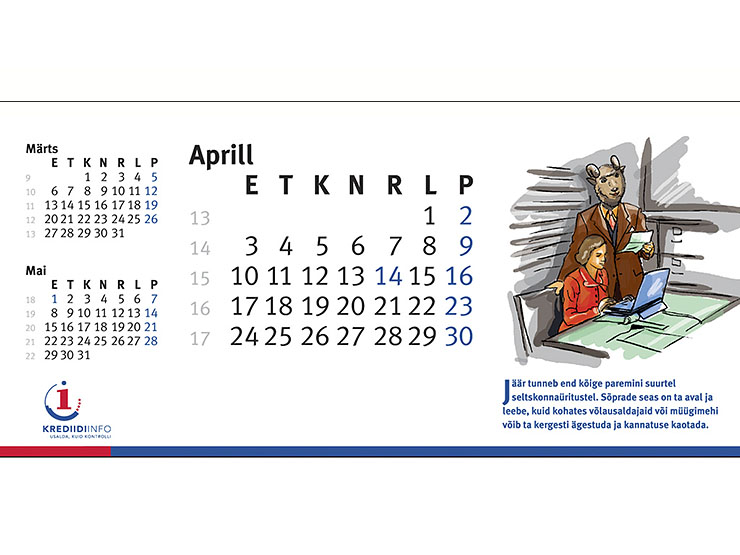 Märts
E T K N R L P
9 1 2 3 4 5
10 6 7 8 9 10 11 12
11 13 14 15 16 17 18 19
12 20 21 22 23 24 25 26
13 27 28 29 30 31
Mai
E T K N R L P
18 1 2 3 4 5 6 7
19 8 9 10 11 12 13 14
20 15 16 17 18 19 20 21
21 22 23 24 25 26 27 28
22 29 30 31
i
KREDIIDIINFO
USALDA, KUID KONTROLLI
Aprill
E T K N R L P
13 1 2
14 3 4 5 6 7 8 9
15 10 11 12 13 14 15 16
16 17 18 19 20 21 22 23
17 24 25 26 27 28 29 30
Jäär tunneb end kõige paremini suurtel
seltskonnaüritustel. Sõprade seas on ta aval ja
leebe, kuid kohates võlausaldajaid või müügimehi
võib ta kergesti ägestuda ja kannatuse kaotada.